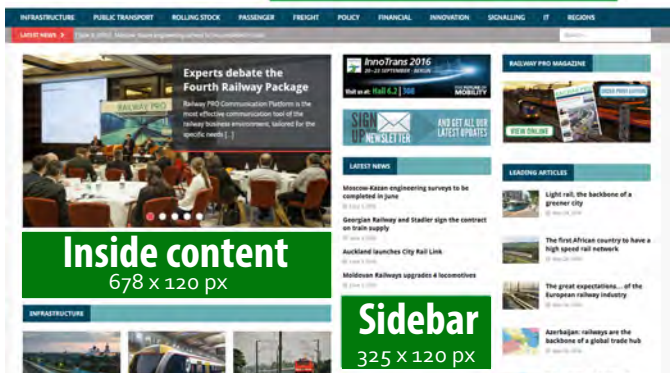 INFRASTRUCTURE PUBLIC TRANSPORT ROLLING STOCK PASSENGER FREIGHT POLICY FINANCIAL INNOVATION SIGNALLING IT REGIONS
LATEST NEWS
Experts debate the
Fourth Railway Package
Railway PRO Communication Platform is the
most effective communication tool of the
railway business environment, tailored for the
specific needs [...]
RAILWAY PRO
Inside content
678 x 120 px
INFRASTRUCTURE
InnoTrans 2016
20–23 SEPTEMBER · BERLIN
Visit us at: Hall 6.2 | 308
THE FUTURE OF
MOBILITY
SIGN
UP NEWSLETTER
AND GET ALL OUR
LATEST UPDATES
LATEST NEWS
Moscow-Kazan engineering surveys to be
completed in June
Georgian Railway and Stadler sign the contract
on train supply
Auckland launches City Rail Link
Moldovan Railways upgrades 4 locomotives
Sidebar
325 x 120 px
RAILWAY PRO MAGAZINE
ORDER PRINT EDITION
VIEW ONLINE
LEADING ARTICLES
Light rail, the backbone of a
greener city
The first African country to have a
high speed rail network
The great expectations... of the
European railway industry
Azerbaijan: railways are the
backbone of a global trade hub